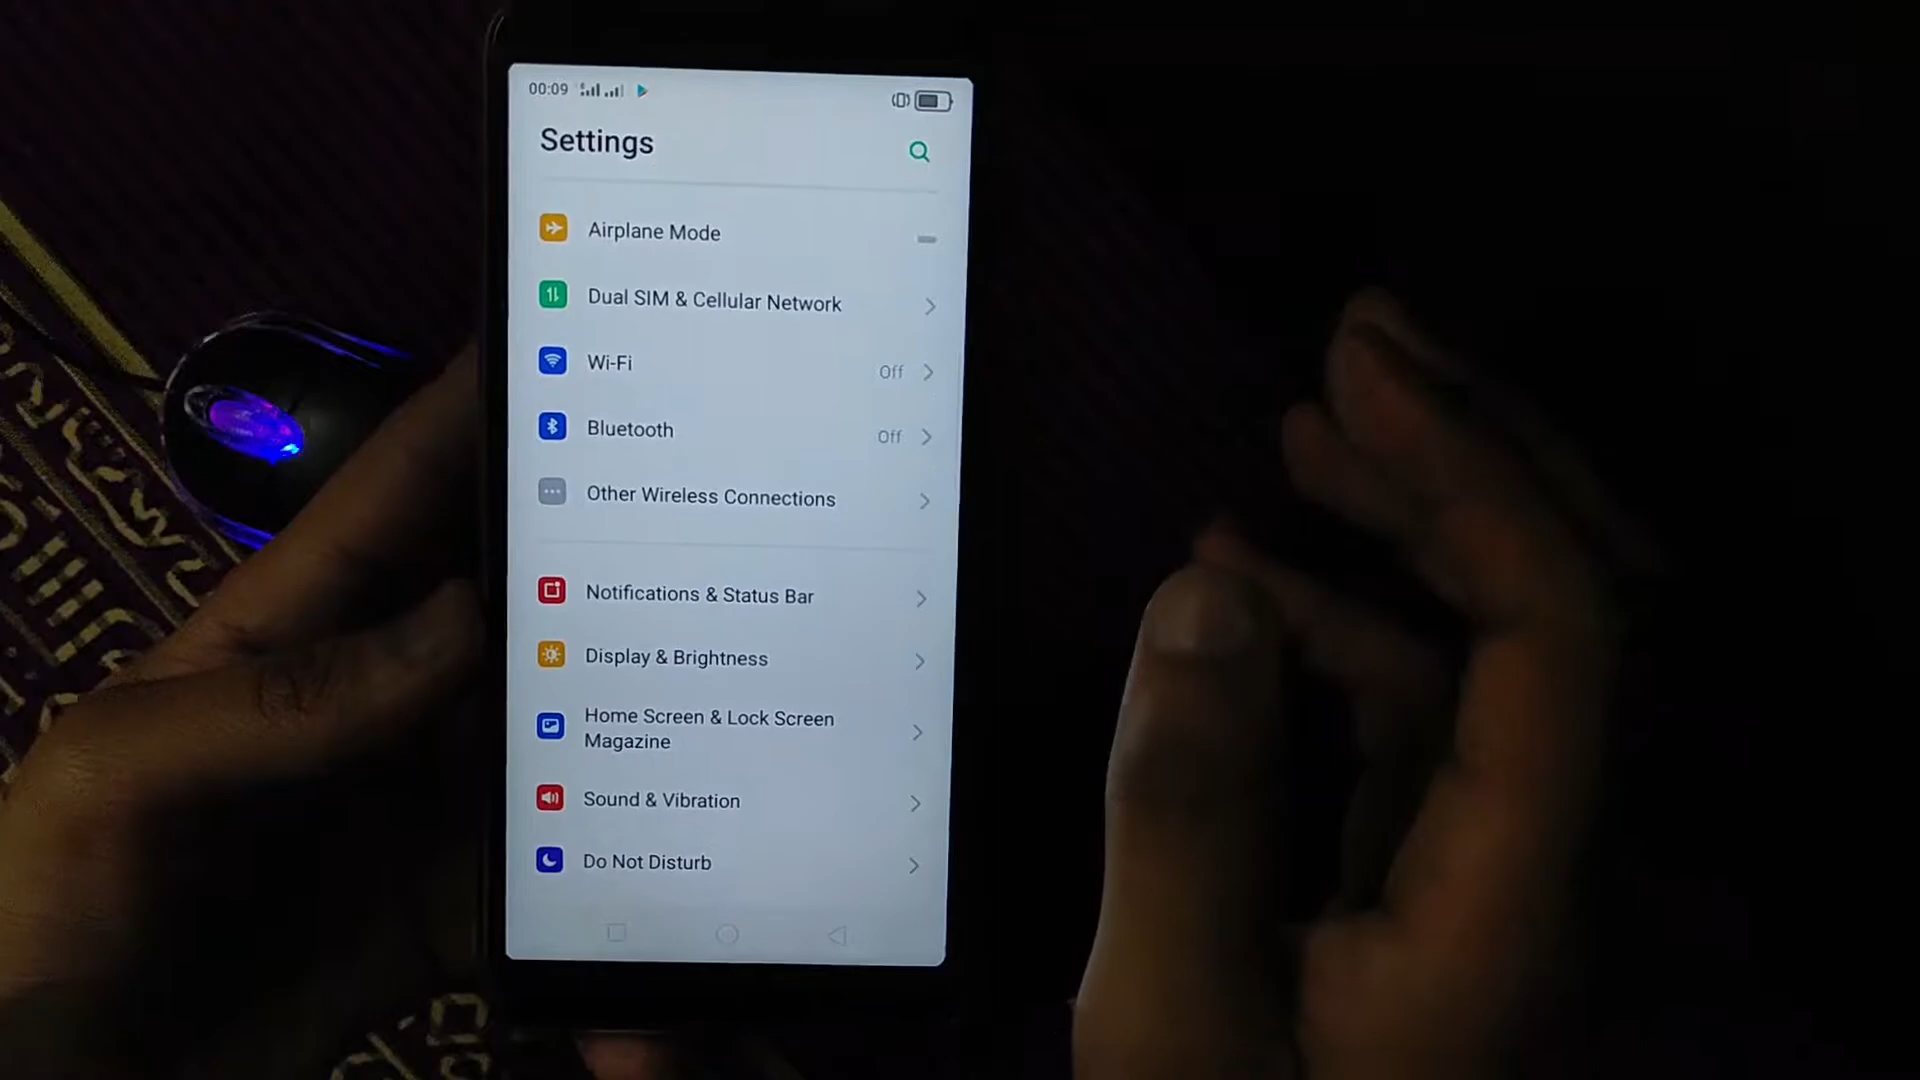 00:09
Settings
Airplane Mode
Dual SIM & Cellular Network
Wi-Fi Off
Bluetooth Off
Other Wireless Connections
Notifications & Status Bar
Display & Brightness
Home Screen & Lock Screen
Magazine
Sound & Vibration
Do Not Disturb